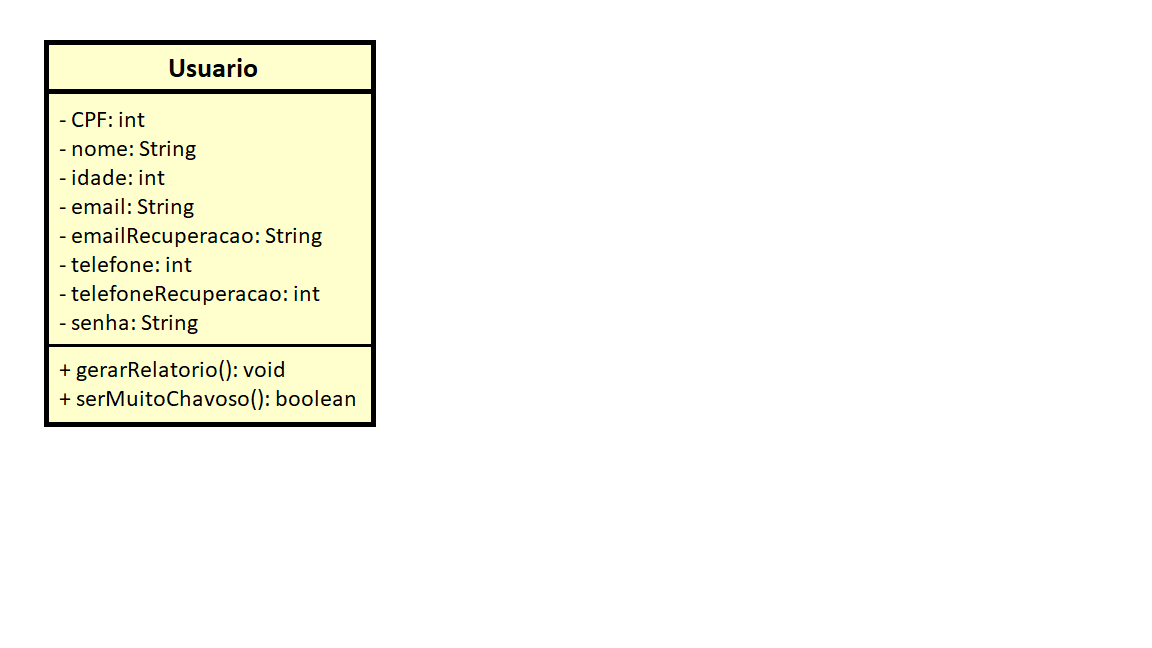 Usuario
- CPF: int
- nome: String
- idade: int
- email: String
- emailRecuperacao: String
- telefone: int
- telefoneRecuperacao: int
- senha: String
+ gerarRelatorio(): void
+ serMuitoChavoso(): boolean